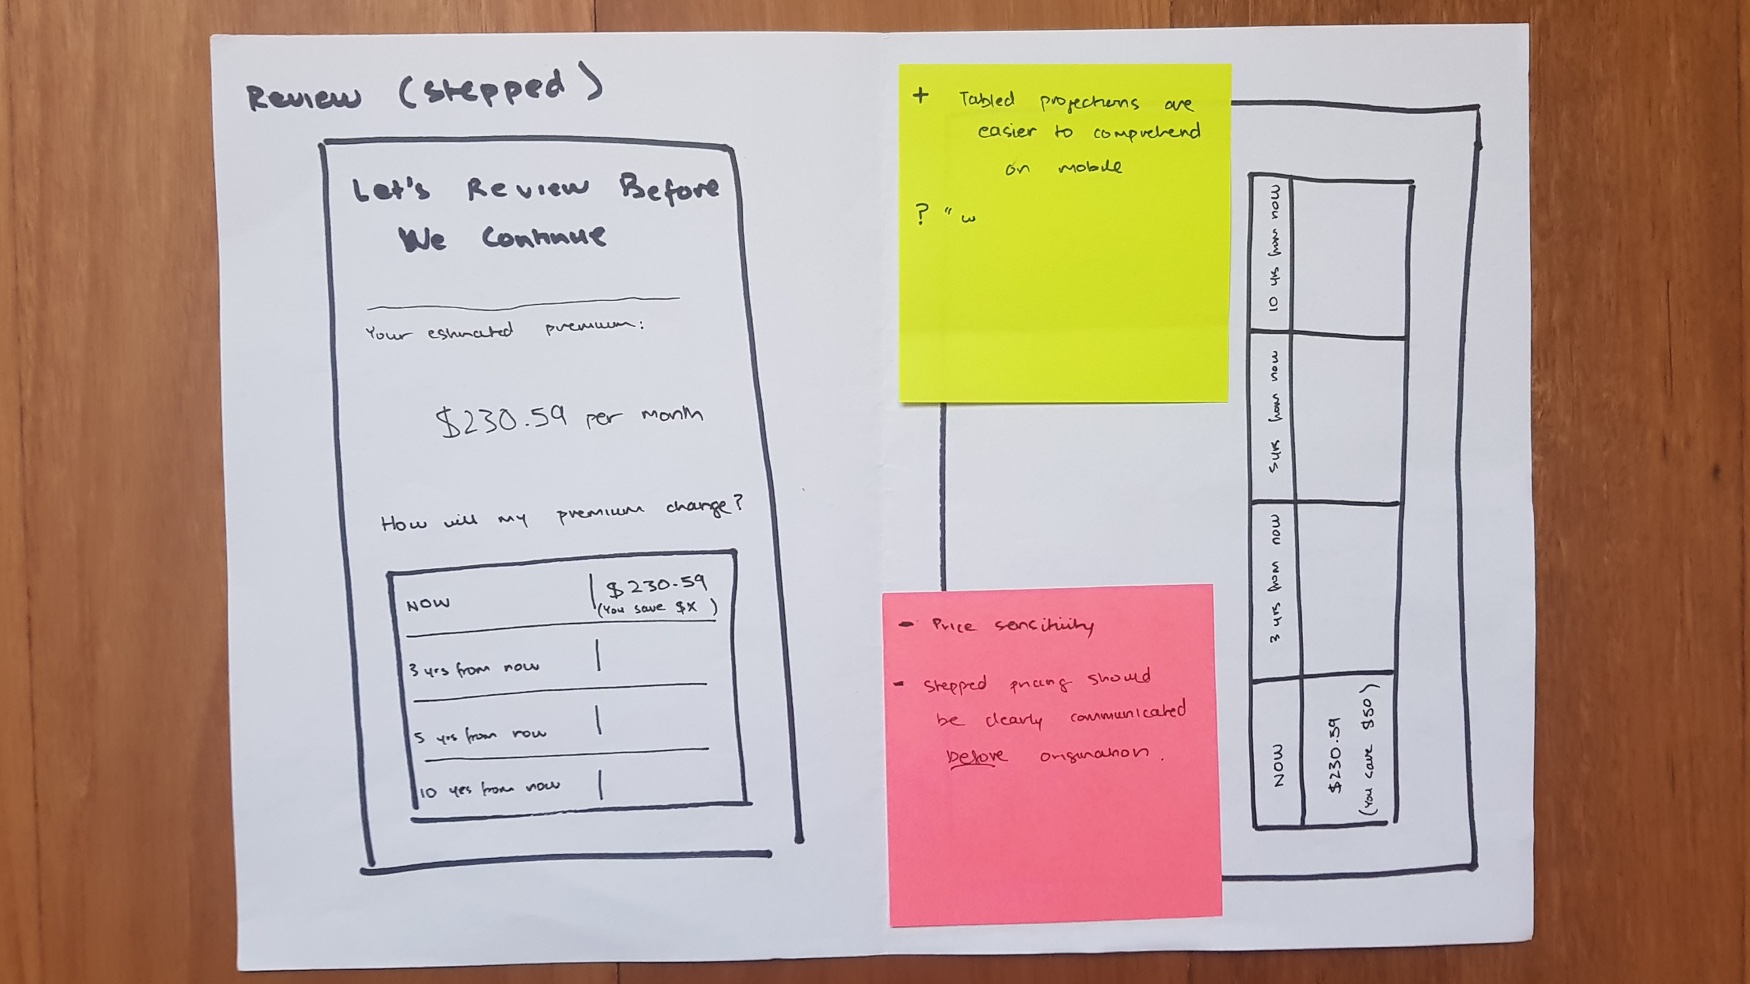 Review (stepped)
Let's Review Before
We Continue
Your estimated premium:
$230.59 per month
How will my premium change?
NOW $230.59
(You save $X)
3 yrs from now
5 yrs from now
10 yrs from now
+ Tabled projections are
easier to comprehend
on mobile
? " w
- Price sensitivity
- Stepped pricing should
be clearly communicated
before origination.
10 yrs from now
5 yrs from now
3 yrs from now
NOW
$230.59
(You save $50)